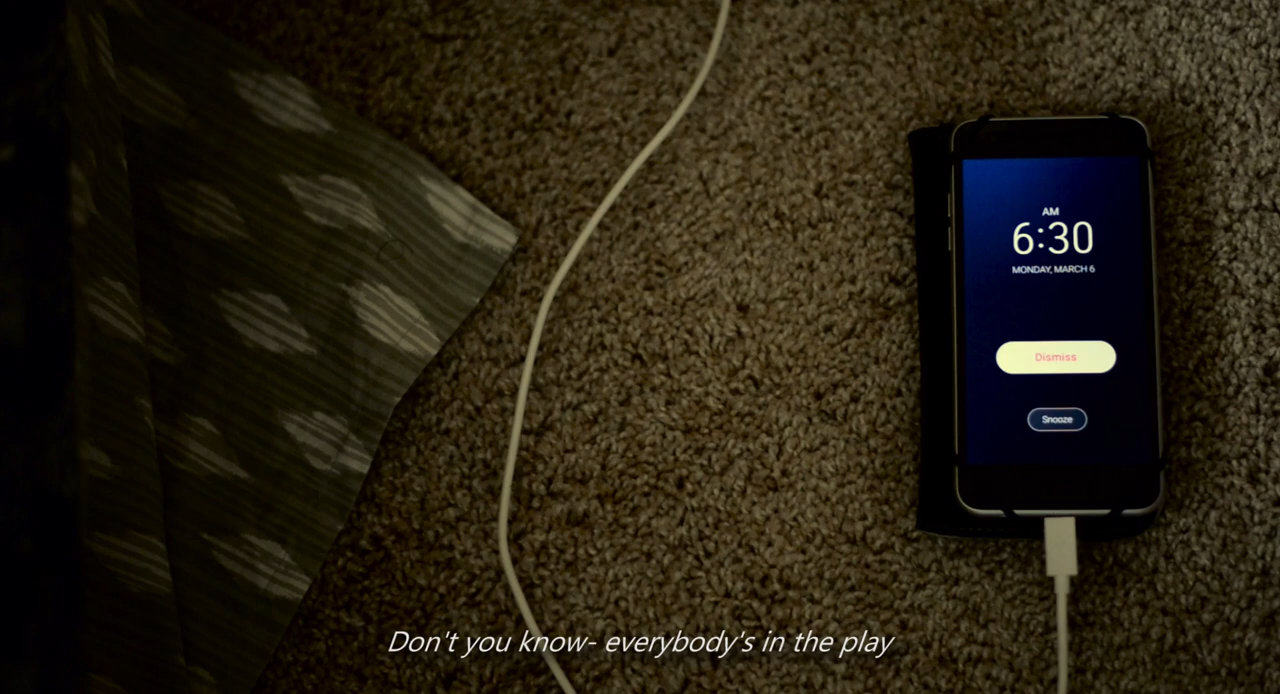 AM
6:30
MONDAY, MARCH 6
Dismiss
Snooze
Don't you know- everybody's in the play